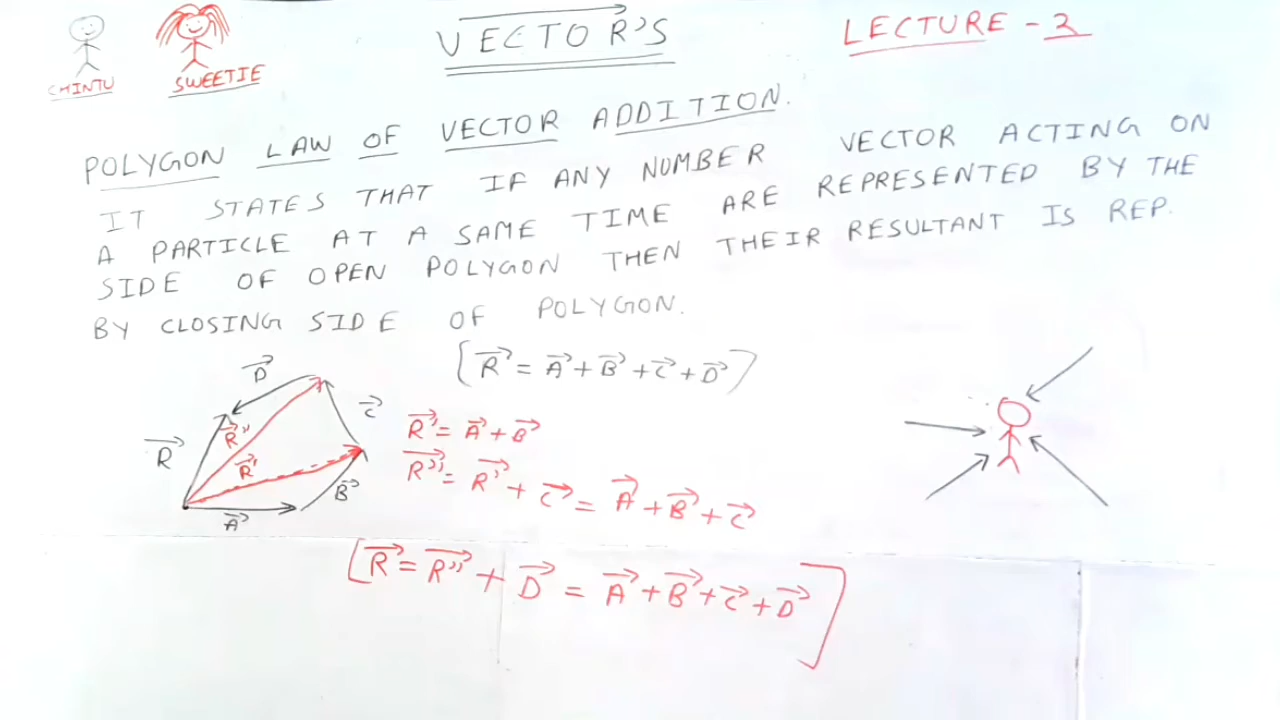 CHINTU
SWEETIE
VECTOR'S
LECTURE - 3
POLYGON LAW OF VECTOR ADDITION.
IT STATES THAT IF ANY NUMBER VECTOR ACTING ON
A PARTICLE AT A SAME TIME ARE REPRESENTED BY THE
SIDE OF OPEN POLYGON THEN THEIR RESULTANT IS REP.
BY CLOSING SIDE OF POLYGON.
[R⃗ = A⃗ + B⃗ + C⃗ + D⃗]
D⃗
C⃗
R⃗
R⃗''
R⃗'
B⃗
A⃗
R⃗' = A⃗ + B⃗
R⃗'' = R⃗' + C⃗ = A⃗ + B⃗ + C⃗
[R⃗ = R⃗'' + D⃗ = A⃗ + B⃗ + C⃗ + D⃗]